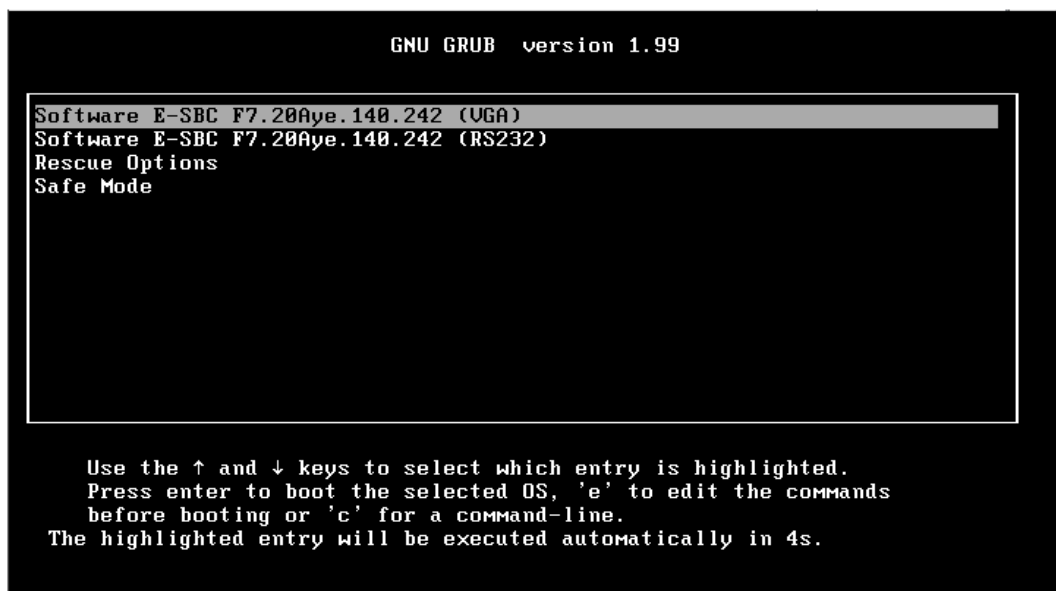 GNU GRUB  version 1.99
Software E-SBC F7.20Aye.140.242 (VGA)
Software E-SBC F7.20Aye.140.242 (RS232)
Rescue Options
Safe Mode
Use the ↑ and ↓ keys to select which entry is highlighted.
Press enter to boot the selected OS, 'e' to edit the commands
before booting or 'c' for a command-line.
The highlighted entry will be executed automatically in 4s.